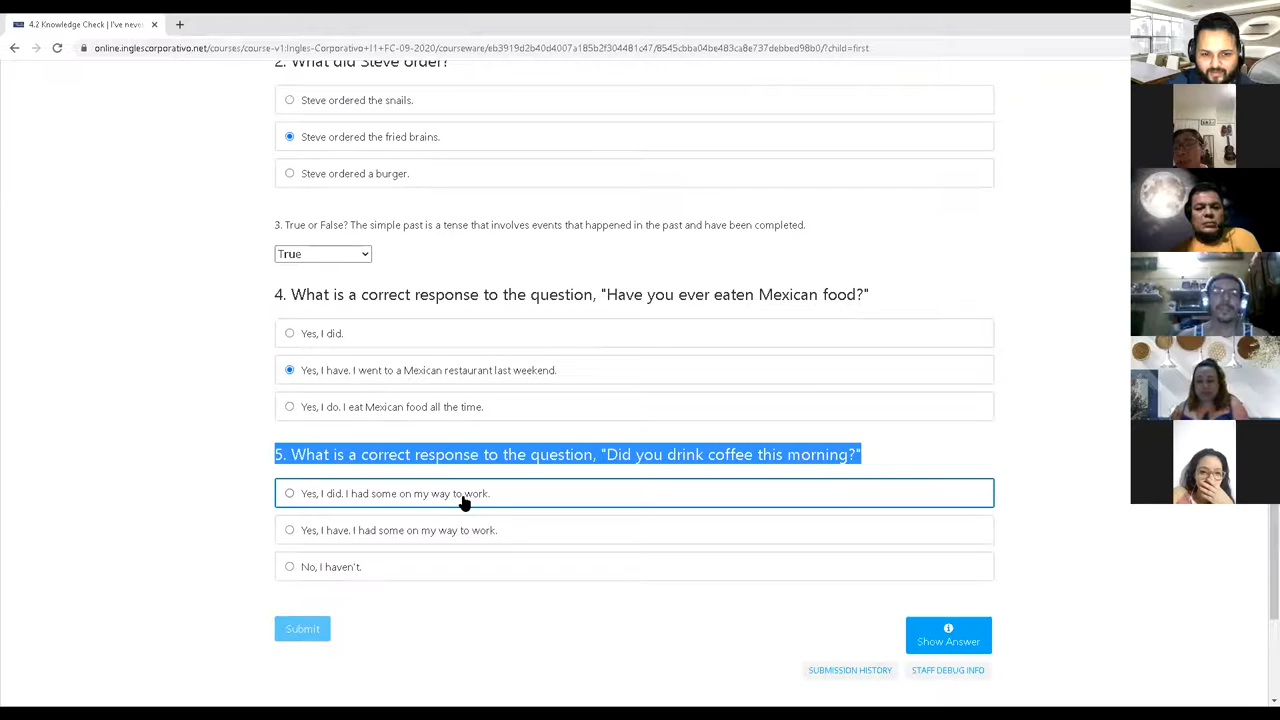 4.2 Knowledge Check | I've never
online.inglescorporativo.net/courses/course-v1:Ingles-Corporativo+I1+FC-09-2020/courseware/eb3919d2b40d4007a185b2f304481c47/8545cbba04be483ca8e737debbed98b0/?child=first
2. What did Steve order?
Steve ordered the snails.
Steve ordered the fried brains.
Steve ordered a burger.
3. True or False? The simple past is a tense that involves events that happened in the past and have been completed.
True
4. What is a correct response to the question, "Have you ever eaten Mexican food?"
Yes, I did.
Yes, I have. I went to a Mexican restaurant last weekend.
Yes, I do. I eat Mexican food all the time.
5. What is a correct response to the question, "Did you drink coffee this morning?"
Yes, I did. I had some on my way to work.
Yes, I have. I had some on my way to work.
No, I haven't.
Submit
Show Answer
SUBMISSION HISTORY
STAFF DEBUG INFO